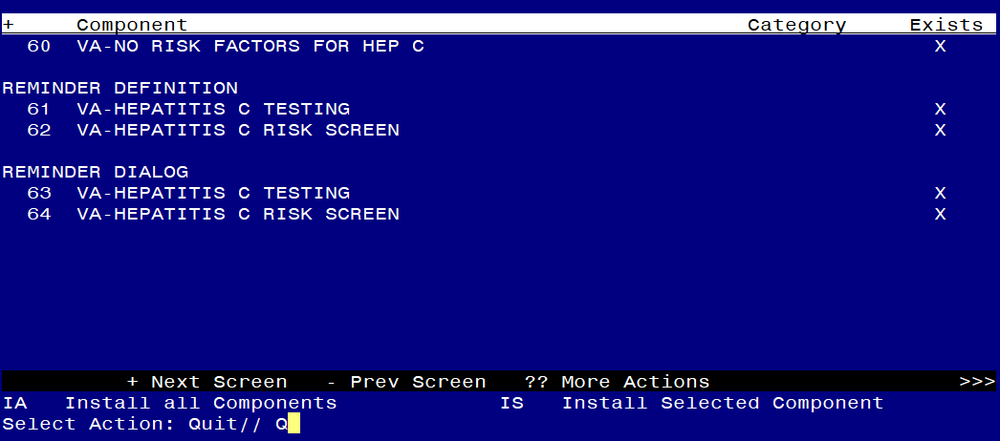 + Component Category Exists
60 VA-NO RISK FACTORS FOR HEP C X
REMINDER DEFINITION
61 VA-HEPATITIS C TESTING X
62 VA-HEPATITIS C RISK SCREEN X
REMINDER DIALOG
63 VA-HEPATITIS C TESTING X
64 VA-HEPATITIS C RISK SCREEN X
+ Next Screen - Prev Screen ?? More Actions >>>
IA Install all Components IS Install Selected Component
Select Action: Quit// Q